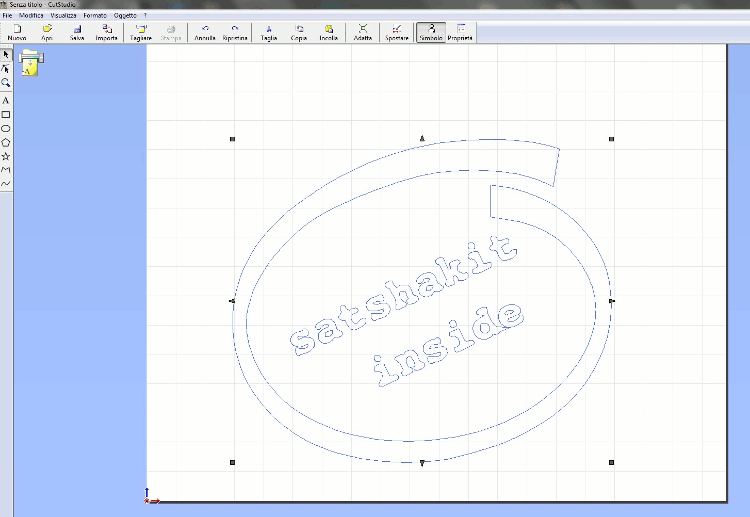 Senza titolo - CutStudio
File Modifica Visualizza Formato Oggetto ?
Nuovo Apri Salva Importa Tagliare Stampa Annulla Ripristina Taglia Copia Incolla Adatta Spostare Simbolo Proprietà
A
satshakit
inside